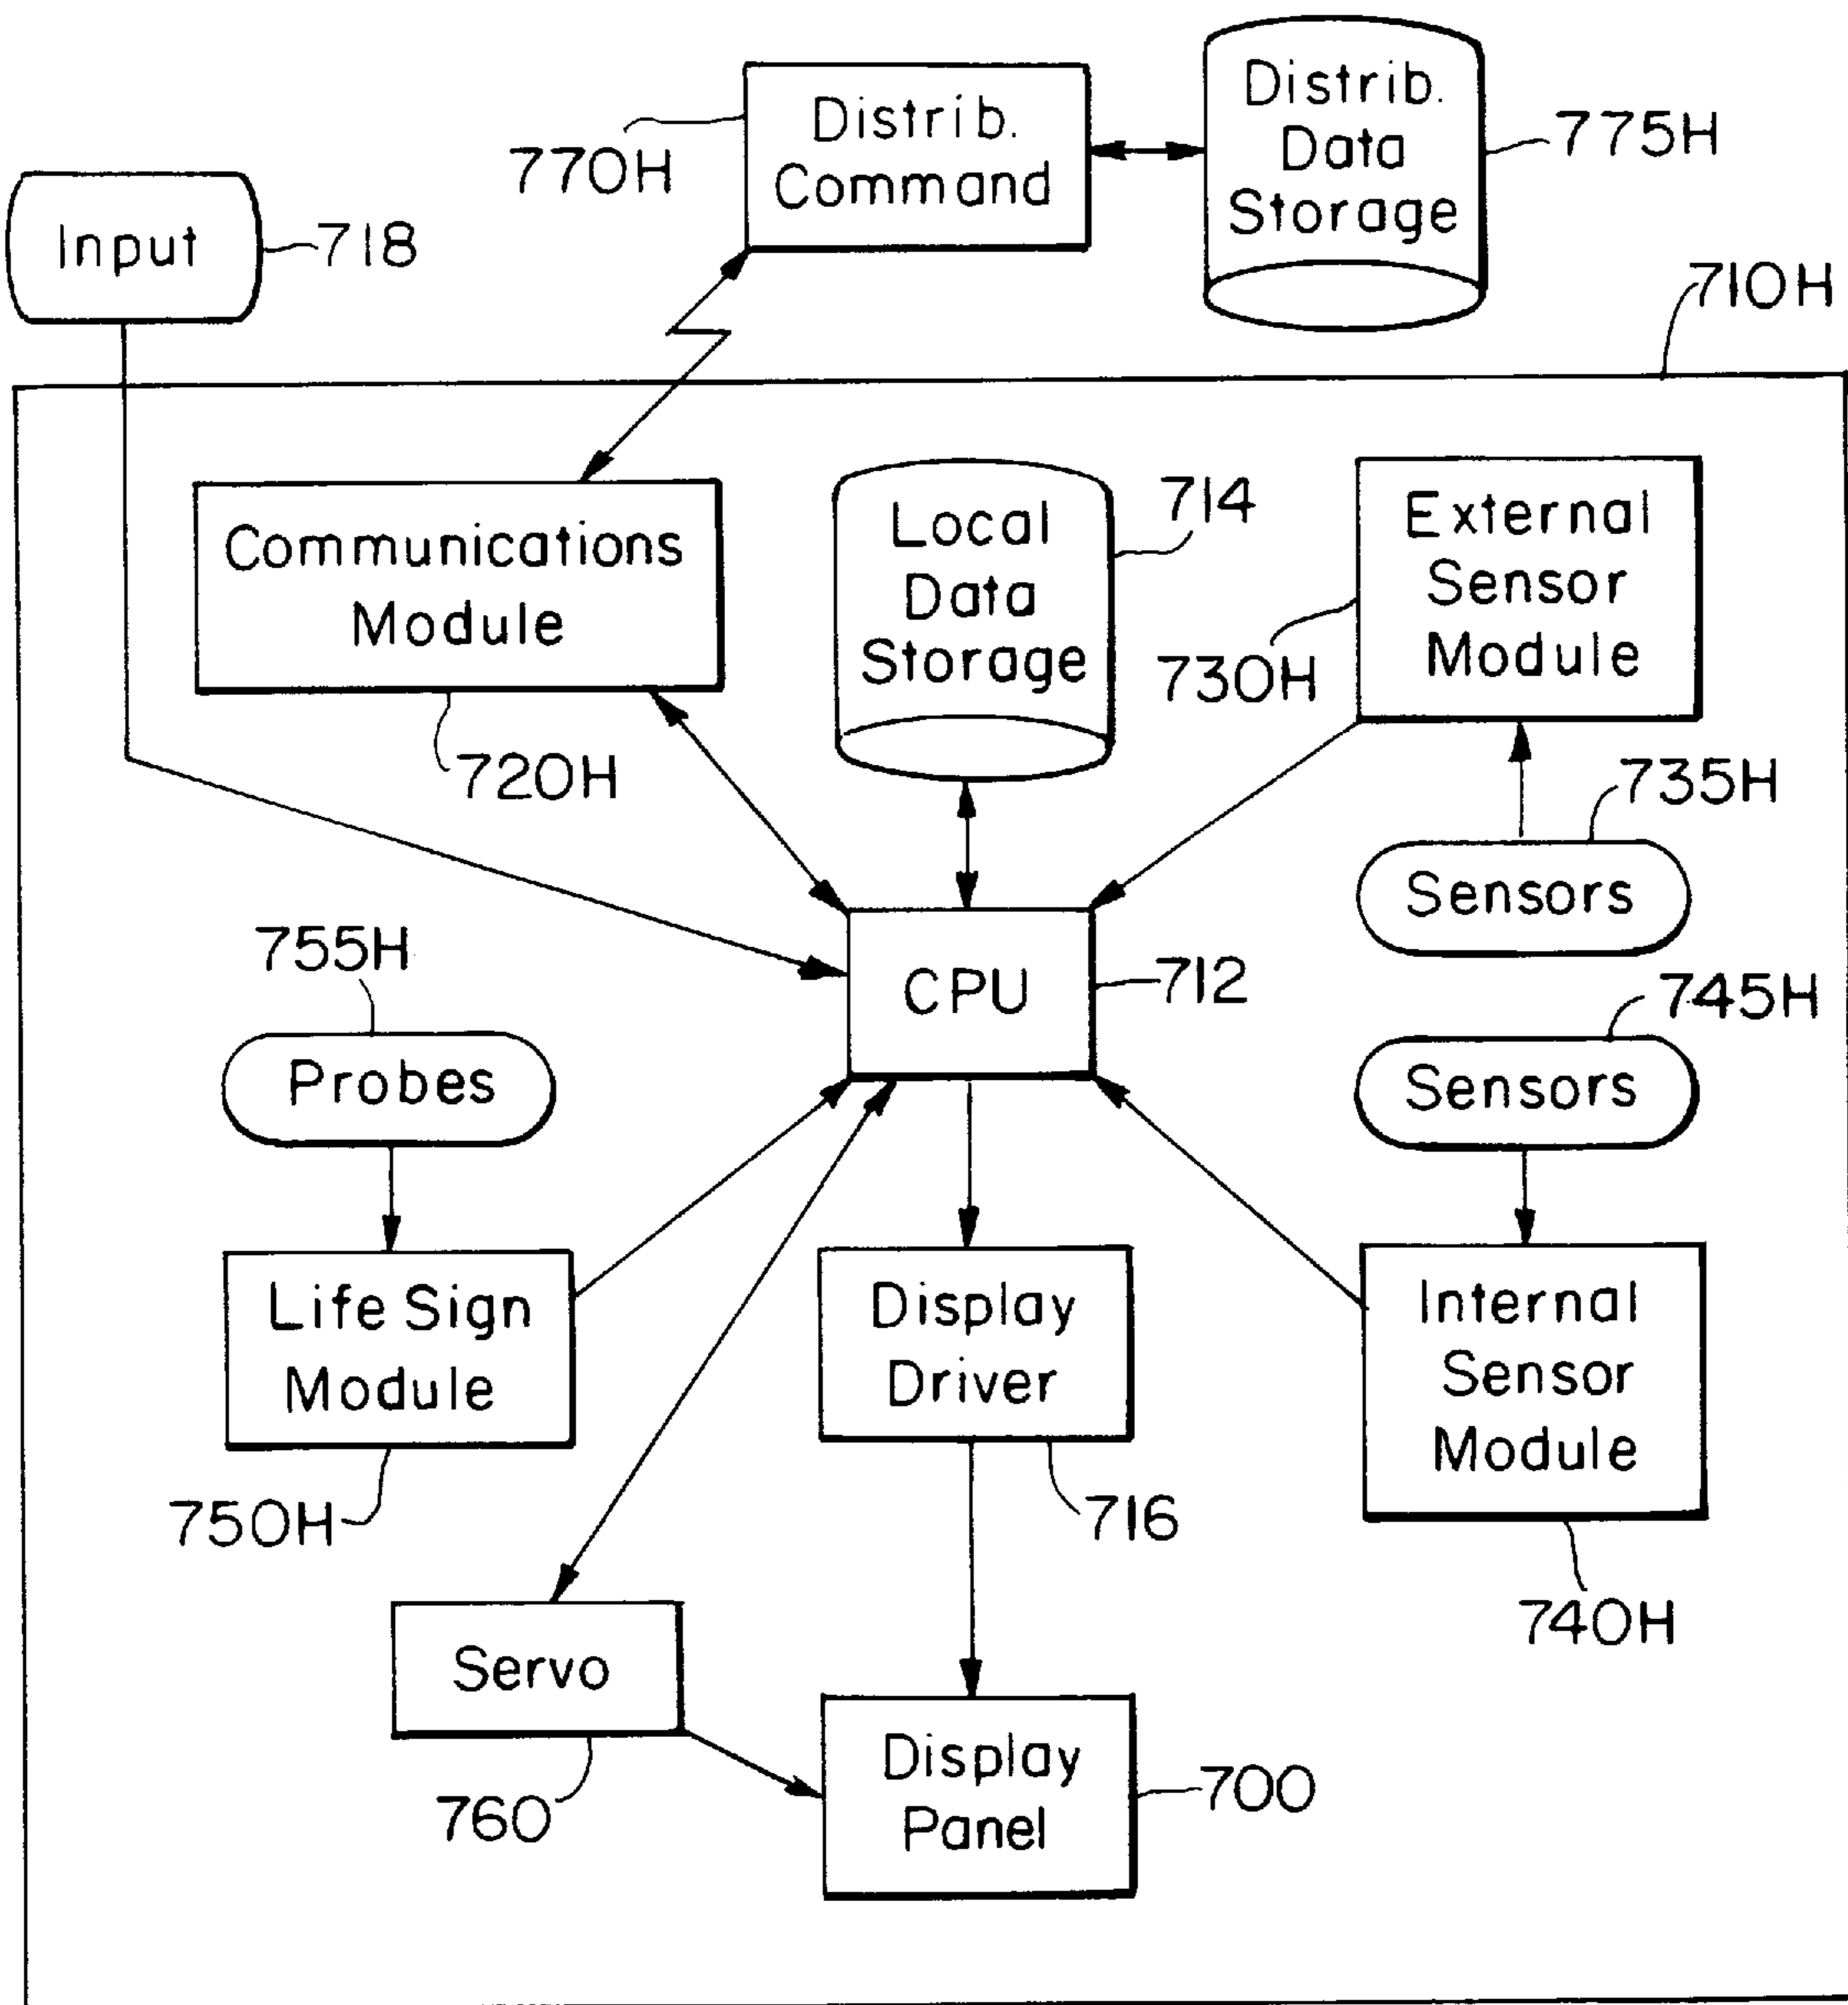 Distrib.
Command
770H
Distrib.
Data
Storage
775H
Input
718
710H
Communications
Module
720H
Local
Data
Storage
714
External
Sensor
Module
730H
735H
Sensors
CPU
712
755H
Probes
745H
Sensors
Life Sign
Module
750H
Display
Driver
716
Internal
Sensor
Module
740H
Servo
760
Display
Panel
700